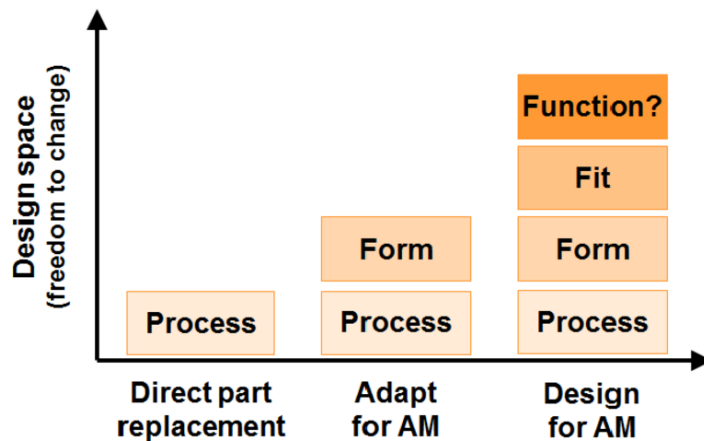 Design space
(freedom to change)
Function?
Fit
Form
Form
Process
Process
Process
Direct part
replacement
Adapt
for AM
Design
for AM